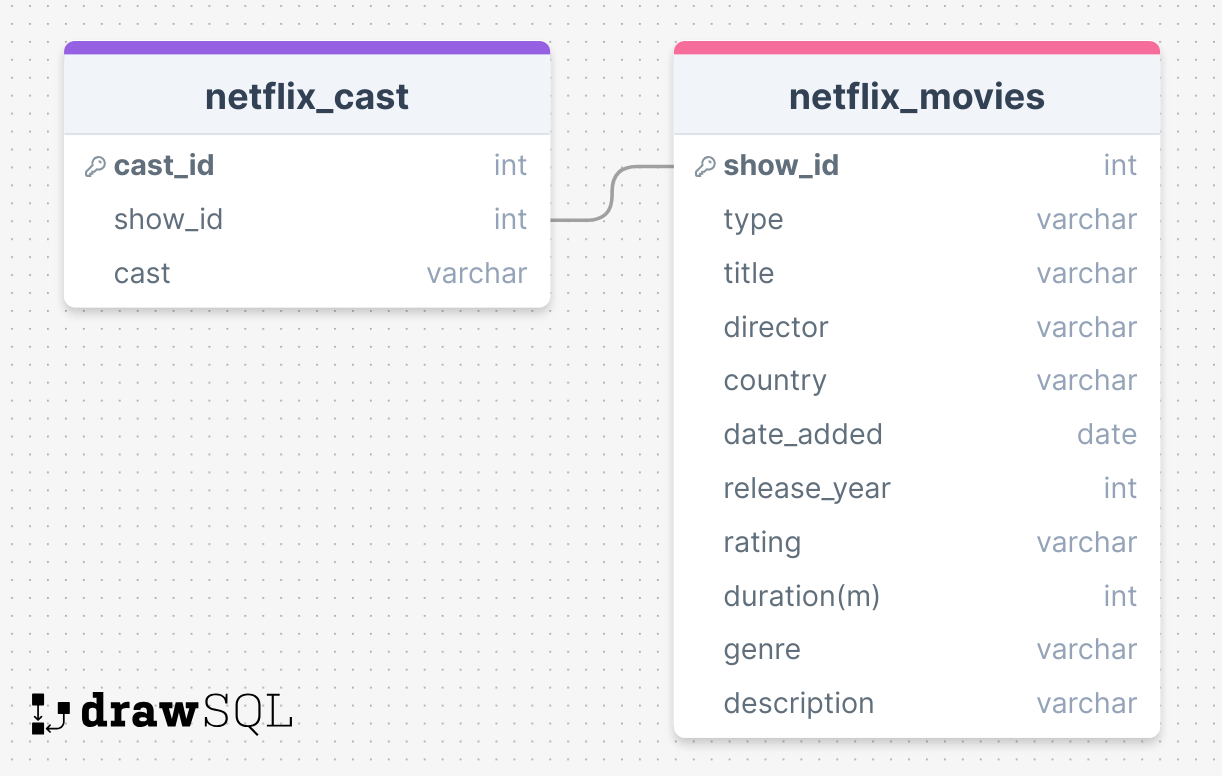 netflix_cast
cast_id int
show_id int
cast varchar
netflix_movies
show_id int
type varchar
title varchar
director varchar
country varchar
date_added date
release_year int
rating varchar
duration(m) int
genre varchar
description varchar
drawSQL